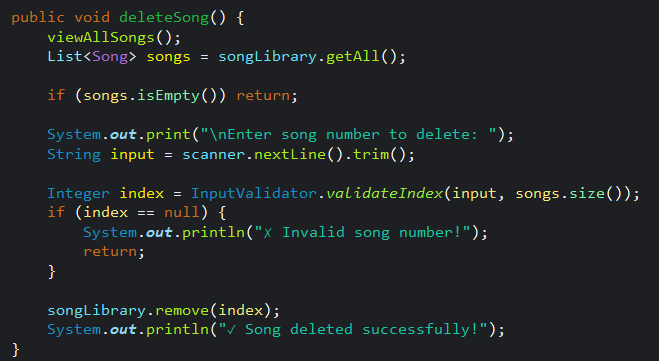 public void deleteSong() {
    viewAllSongs();
    List<Song> songs = songLibrary.getAll();

    if (songs.isEmpty()) return;

    System.out.print("\nEnter song number to delete: ");
    String input = scanner.nextLine().trim();

    Integer index = InputValidator.validateIndex(input, songs.size());
    if (index == null) {
        System.out.println("✗ Invalid song number!");
        return;
    }

    songLibrary.remove(index);
    System.out.println("✓ Song deleted successfully!");
}